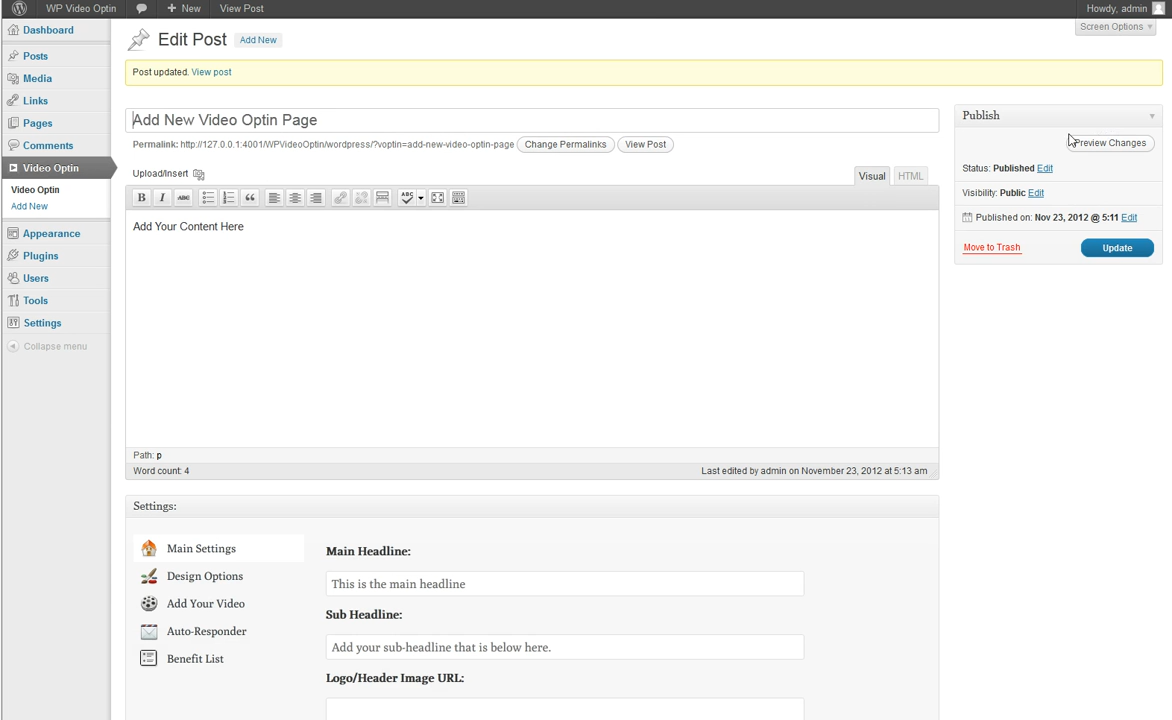 WP Video Optin
New
View Post
Howdy, admin
Dashboard
Posts
Media
Links
Pages
Comments
Video Optin
Video Optin
Add New
Appearance
Plugins
Users
Tools
Settings
Collapse menu
Screen Options
Edit Post
Add New
Post updated. View post
Add New Video Optin Page
Permalink: http://127.0.0.1:4001/WPVideoOptin/wordpress/?voptin=add-new-video-optin-page
Change Permalinks
View Post
Upload/Insert
Visual
HTML
B
I
ABC
ABC
Add Your Content Here
Path: p
Word count: 4
Last edited by admin on November 23, 2012 at 5:13 am
Publish
Preview Changes
Status: Published Edit
Visibility: Public Edit
Published on: Nov 23, 2012 @ 5:11 Edit
Move to Trash
Update
Settings:
Main Settings
Design Options
Add Your Video
Auto-Responder
Benefit List
Main Headline:
This is the main headline
Sub Headline:
Add your sub-headline that is below here.
Logo/Header Image URL: